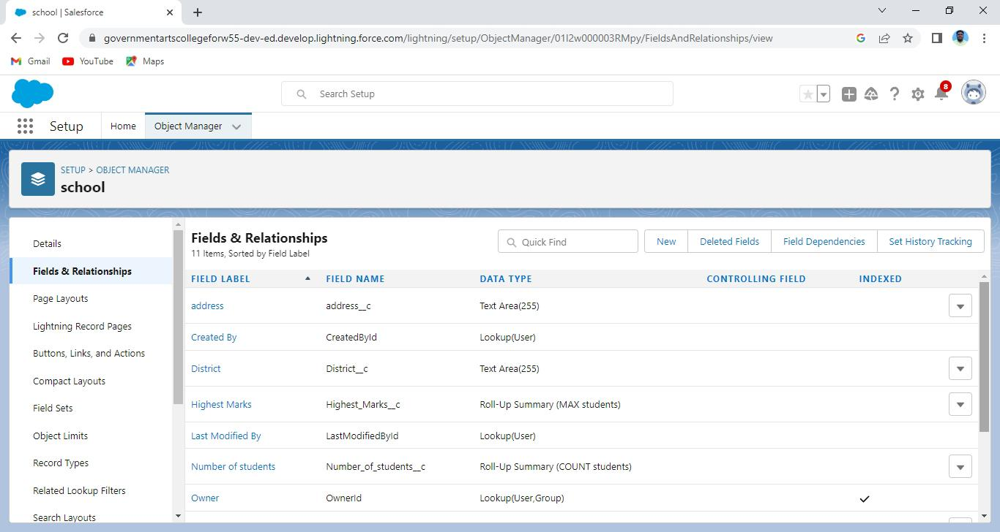 school | Salesforce
governmentartscollegeforw55-dev-ed.develop.lightning.force.com/lightning/setup/ObjectManager/01I2w000003RMpy/FieldsAndRelationships/view
Gmail YouTube Maps
Search Setup
8
Setup Home Object Manager
SETUP > OBJECT MANAGER
school
Details
Fields & Relationships
Page Layouts
Lightning Record Pages
Buttons, Links, and Actions
Compact Layouts
Field Sets
Object Limits
Record Types
Related Lookup Filters
Search Layouts
Fields & Relationships
11 Items, Sorted by Field Label
Quick Find
New Deleted Fields Field Dependencies Set History Tracking
FIELD LABEL FIELD NAME DATA TYPE CONTROLLING FIELD INDEXED
address address__c Text Area(255)
Created By CreatedById Lookup(User)
District District__c Text Area(255)
Highest Marks Highest_Marks__c Roll-Up Summary (MAX students)
Last Modified By LastModifiedById Lookup(User)
Number of students Number_of_students__c Roll-Up Summary (COUNT students)
Owner OwnerId Lookup(User,Group)